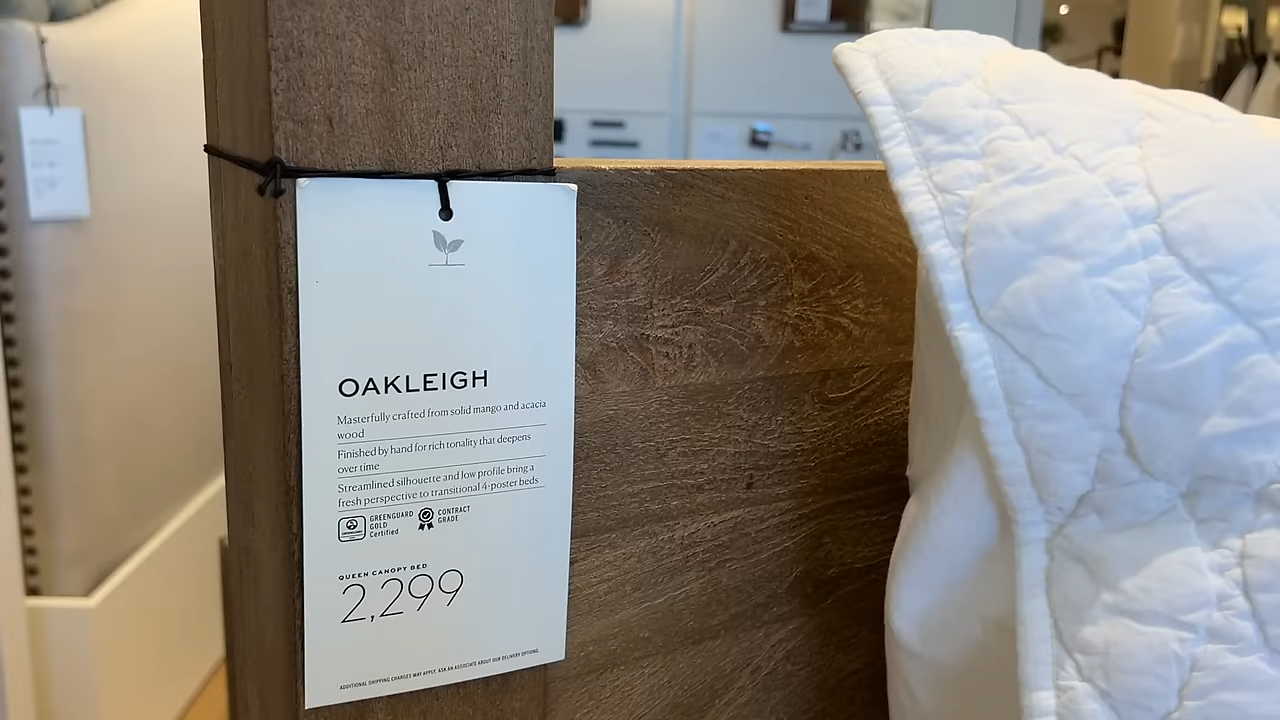 OAKLEIGH
Masterfully crafted from solid mango and acacia
wood
Finished by hand for rich tonality that deepens
over time
Streamlined silhouette and low profile bring a
fresh perspective to transitional 4-poster beds
GREENGUARD
GOLD
Certified
CONTRACT
GRADE
QUEEN CANOPY BED
2,299
ADDITIONAL SHIPPING CHARGES MAY APPLY. ASK AN ASSOCIATE ABOUT OUR DELIVERY OPTIONS.